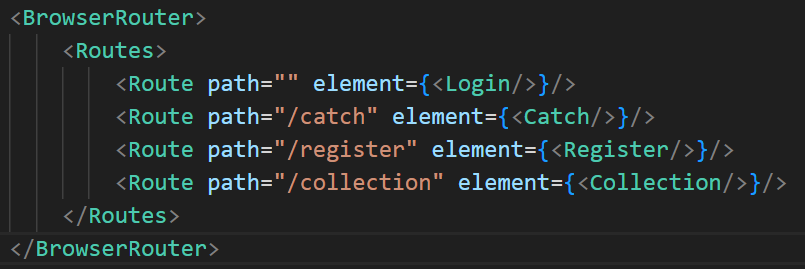 <BrowserRouter>
<Routes>
<Route path="" element={<Login/>}/>
<Route path="/catch" element={<Catch/>}/>
<Route path="/register" element={<Register/>}/>
<Route path="/collection" element={<Collection/>}/>
</Routes>
</BrowserRouter>